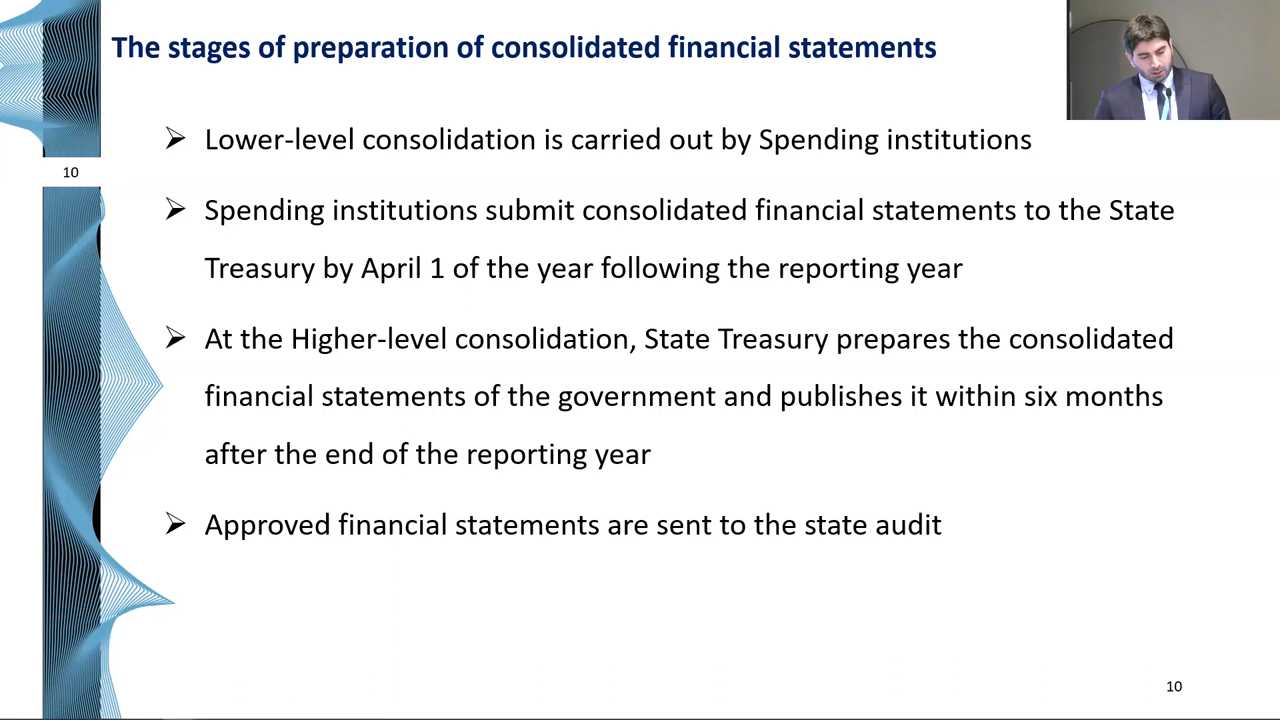 The stages of preparation of consolidated financial statements
10
➢ Lower-level consolidation is carried out by Spending institutions
➢ Spending institutions submit consolidated financial statements to the State
Treasury by April 1 of the year following the reporting year
➢ At the Higher-level consolidation, State Treasury prepares the consolidated
financial statements of the government and publishes it within six months
after the end of the reporting year
➢ Approved financial statements are sent to the state audit
10